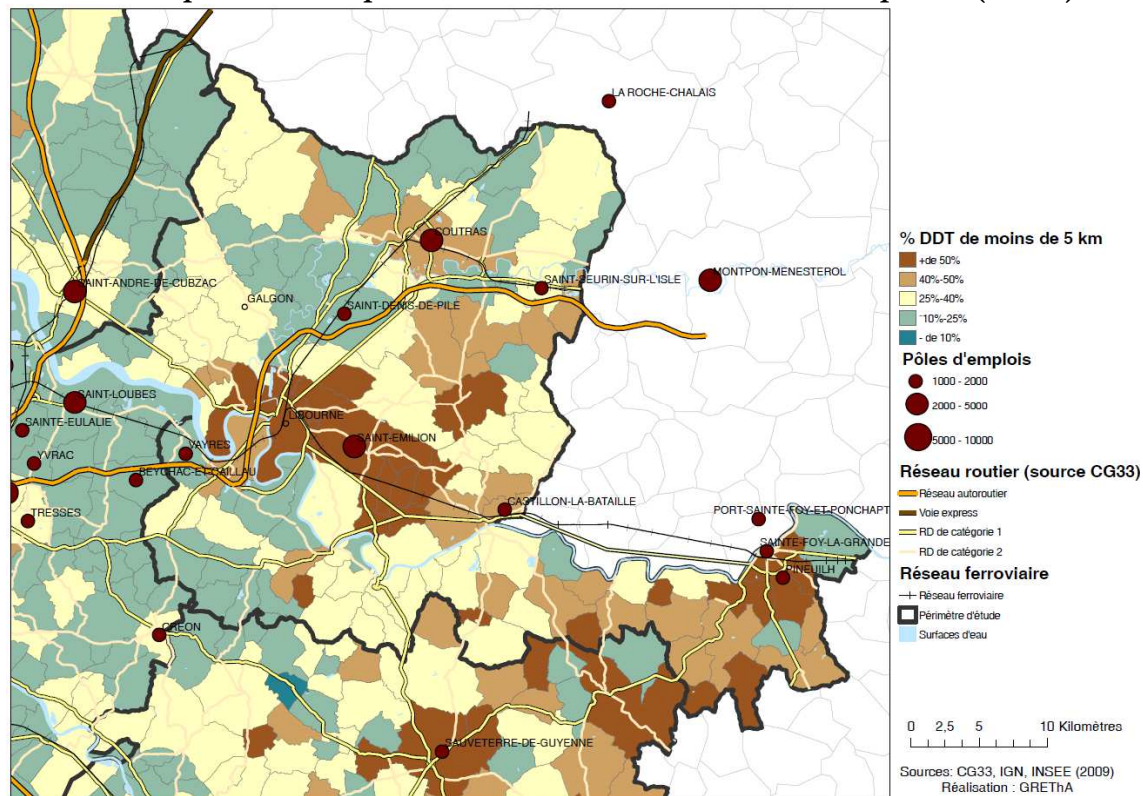 LA ROCHE-CHALAIS
COUTRAS
SAINT-ANDRE-DE-CUBZAC
GALGON
SAINT-SEURIN-SUR-L'ISLE
MONTPON-MENESTEROL
SAINT-DENIS-DE-PILE
SAINT-LOUBES
SAINTE-EULALIE
LIBOURNE
SAINT-EMILION
VAYRES
YVRAC
BEYCHAC-ET-CAILLAU
TRESSES
CASTILLON-LA-BATAILLE
PORT-SAINTE-FOY-ET-PONCHAPT
SAINTE-FOY-LA-GRANDE
PINEUILH
CREON
SAUVETERRE-DE-GUYENNE
% DDT de moins de 5 km
+de 50%
40%-50%
25%-40%
10%-25%
- de 10%
Pôles d'emplois
1000 - 2000
2000 - 5000
5000 - 10000
Réseau routier (source CG33)
Réseau autoroutier
Voie express
RD de catégorie 1
RD de catégorie 2
Réseau ferroviaire
Réseau ferroviaire
Périmètre d'étude
Surfaces d'eau
0 2,5 5 10 Kilomètres
Sources: CG33, IGN, INSEE (2009)
Réalisation : GREThA